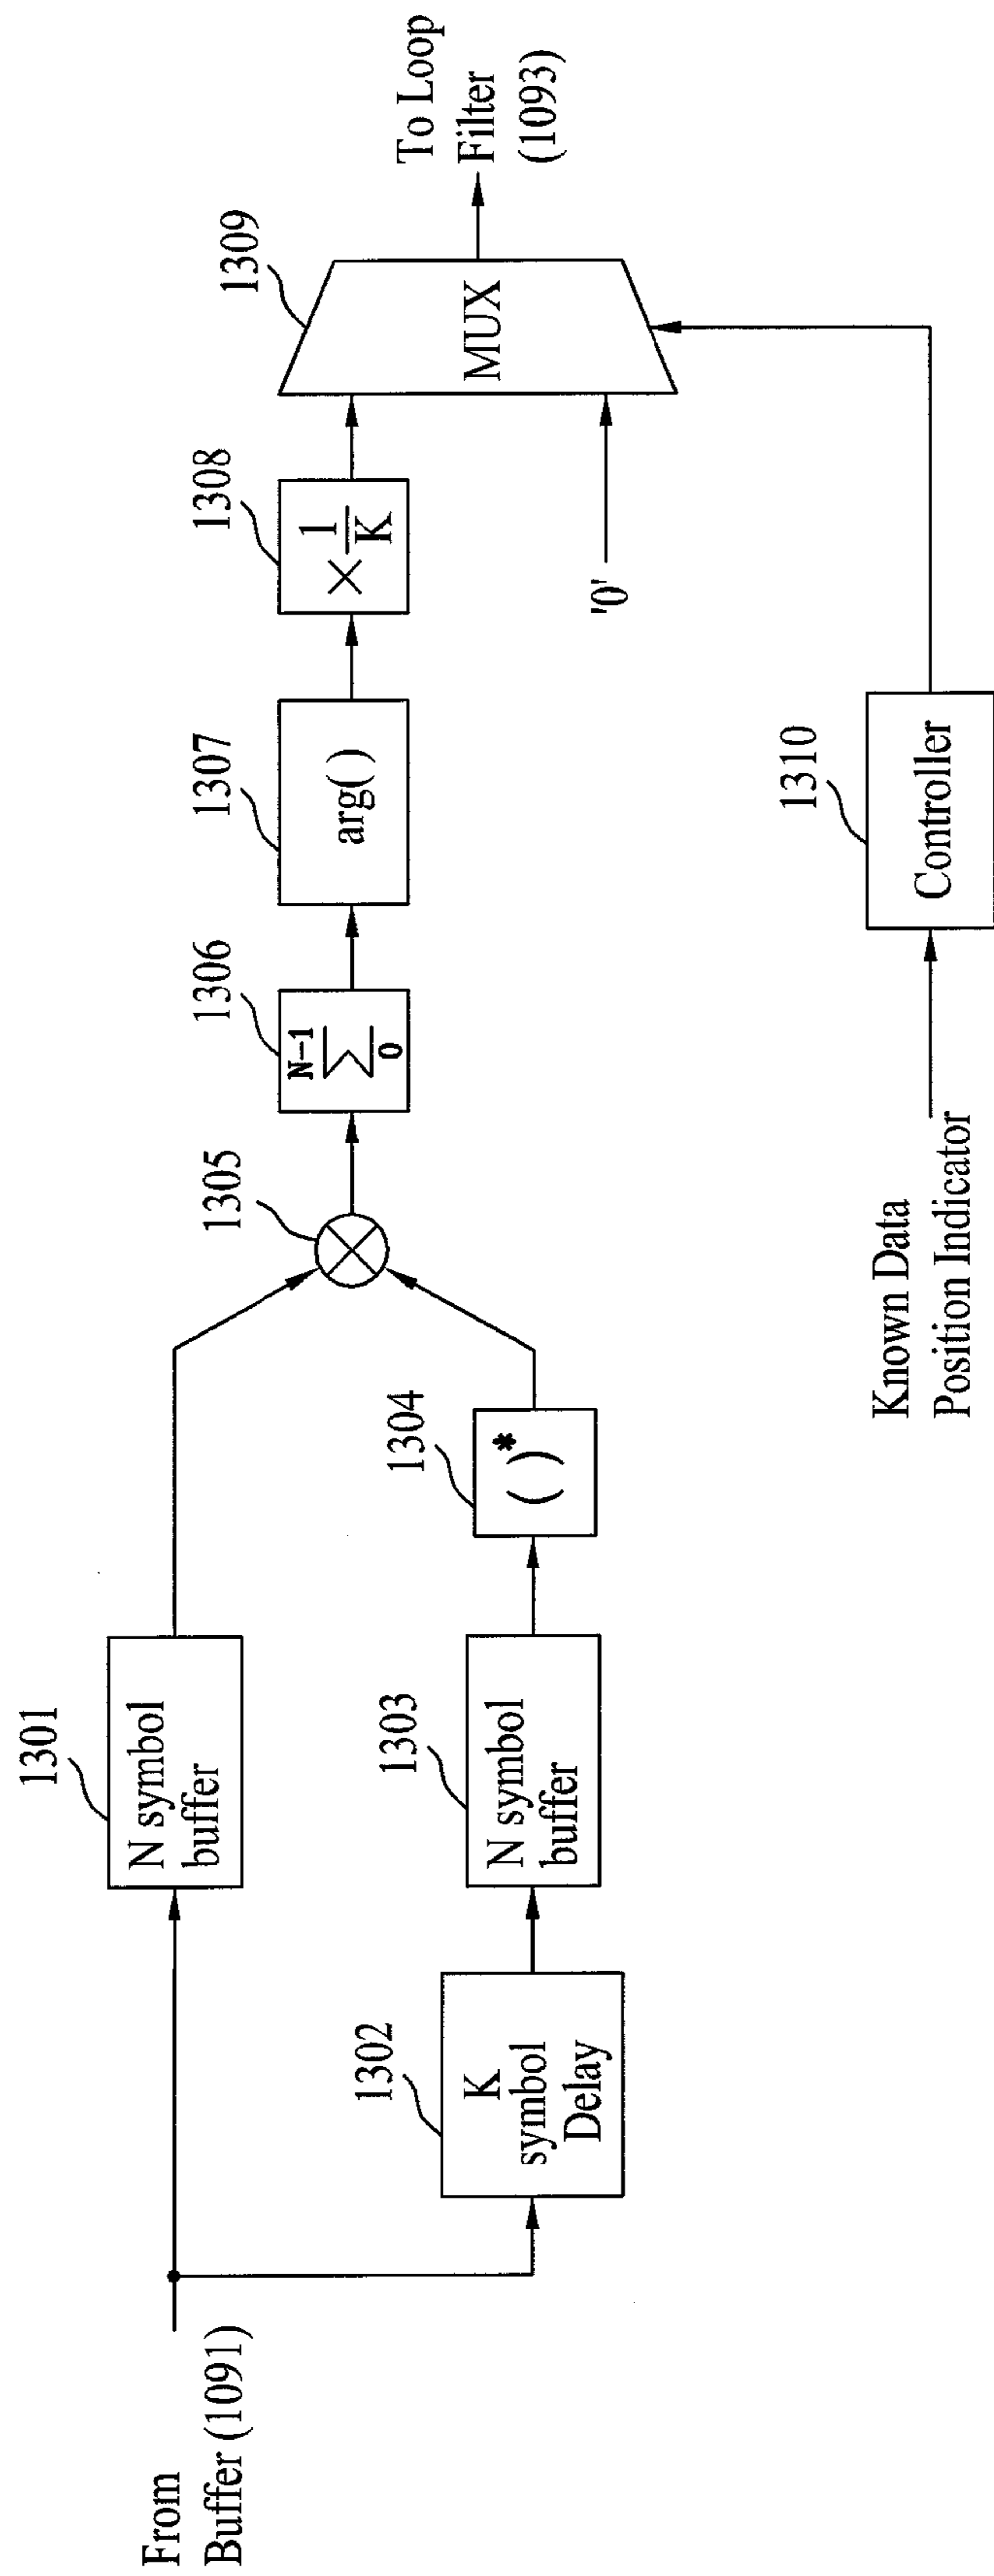 From
Buffer (1091)
1301
N symbol
buffer
1302
K
symbol
Delay
1303
N symbol
buffer
1304
( )*
1305
1306
N-1
∑
0
1307
arg( )
1308
× 1
K
1309
MUX
'0'
To Loop
Filter
(1093)
1310
Controller
Known Data
Position Indicator